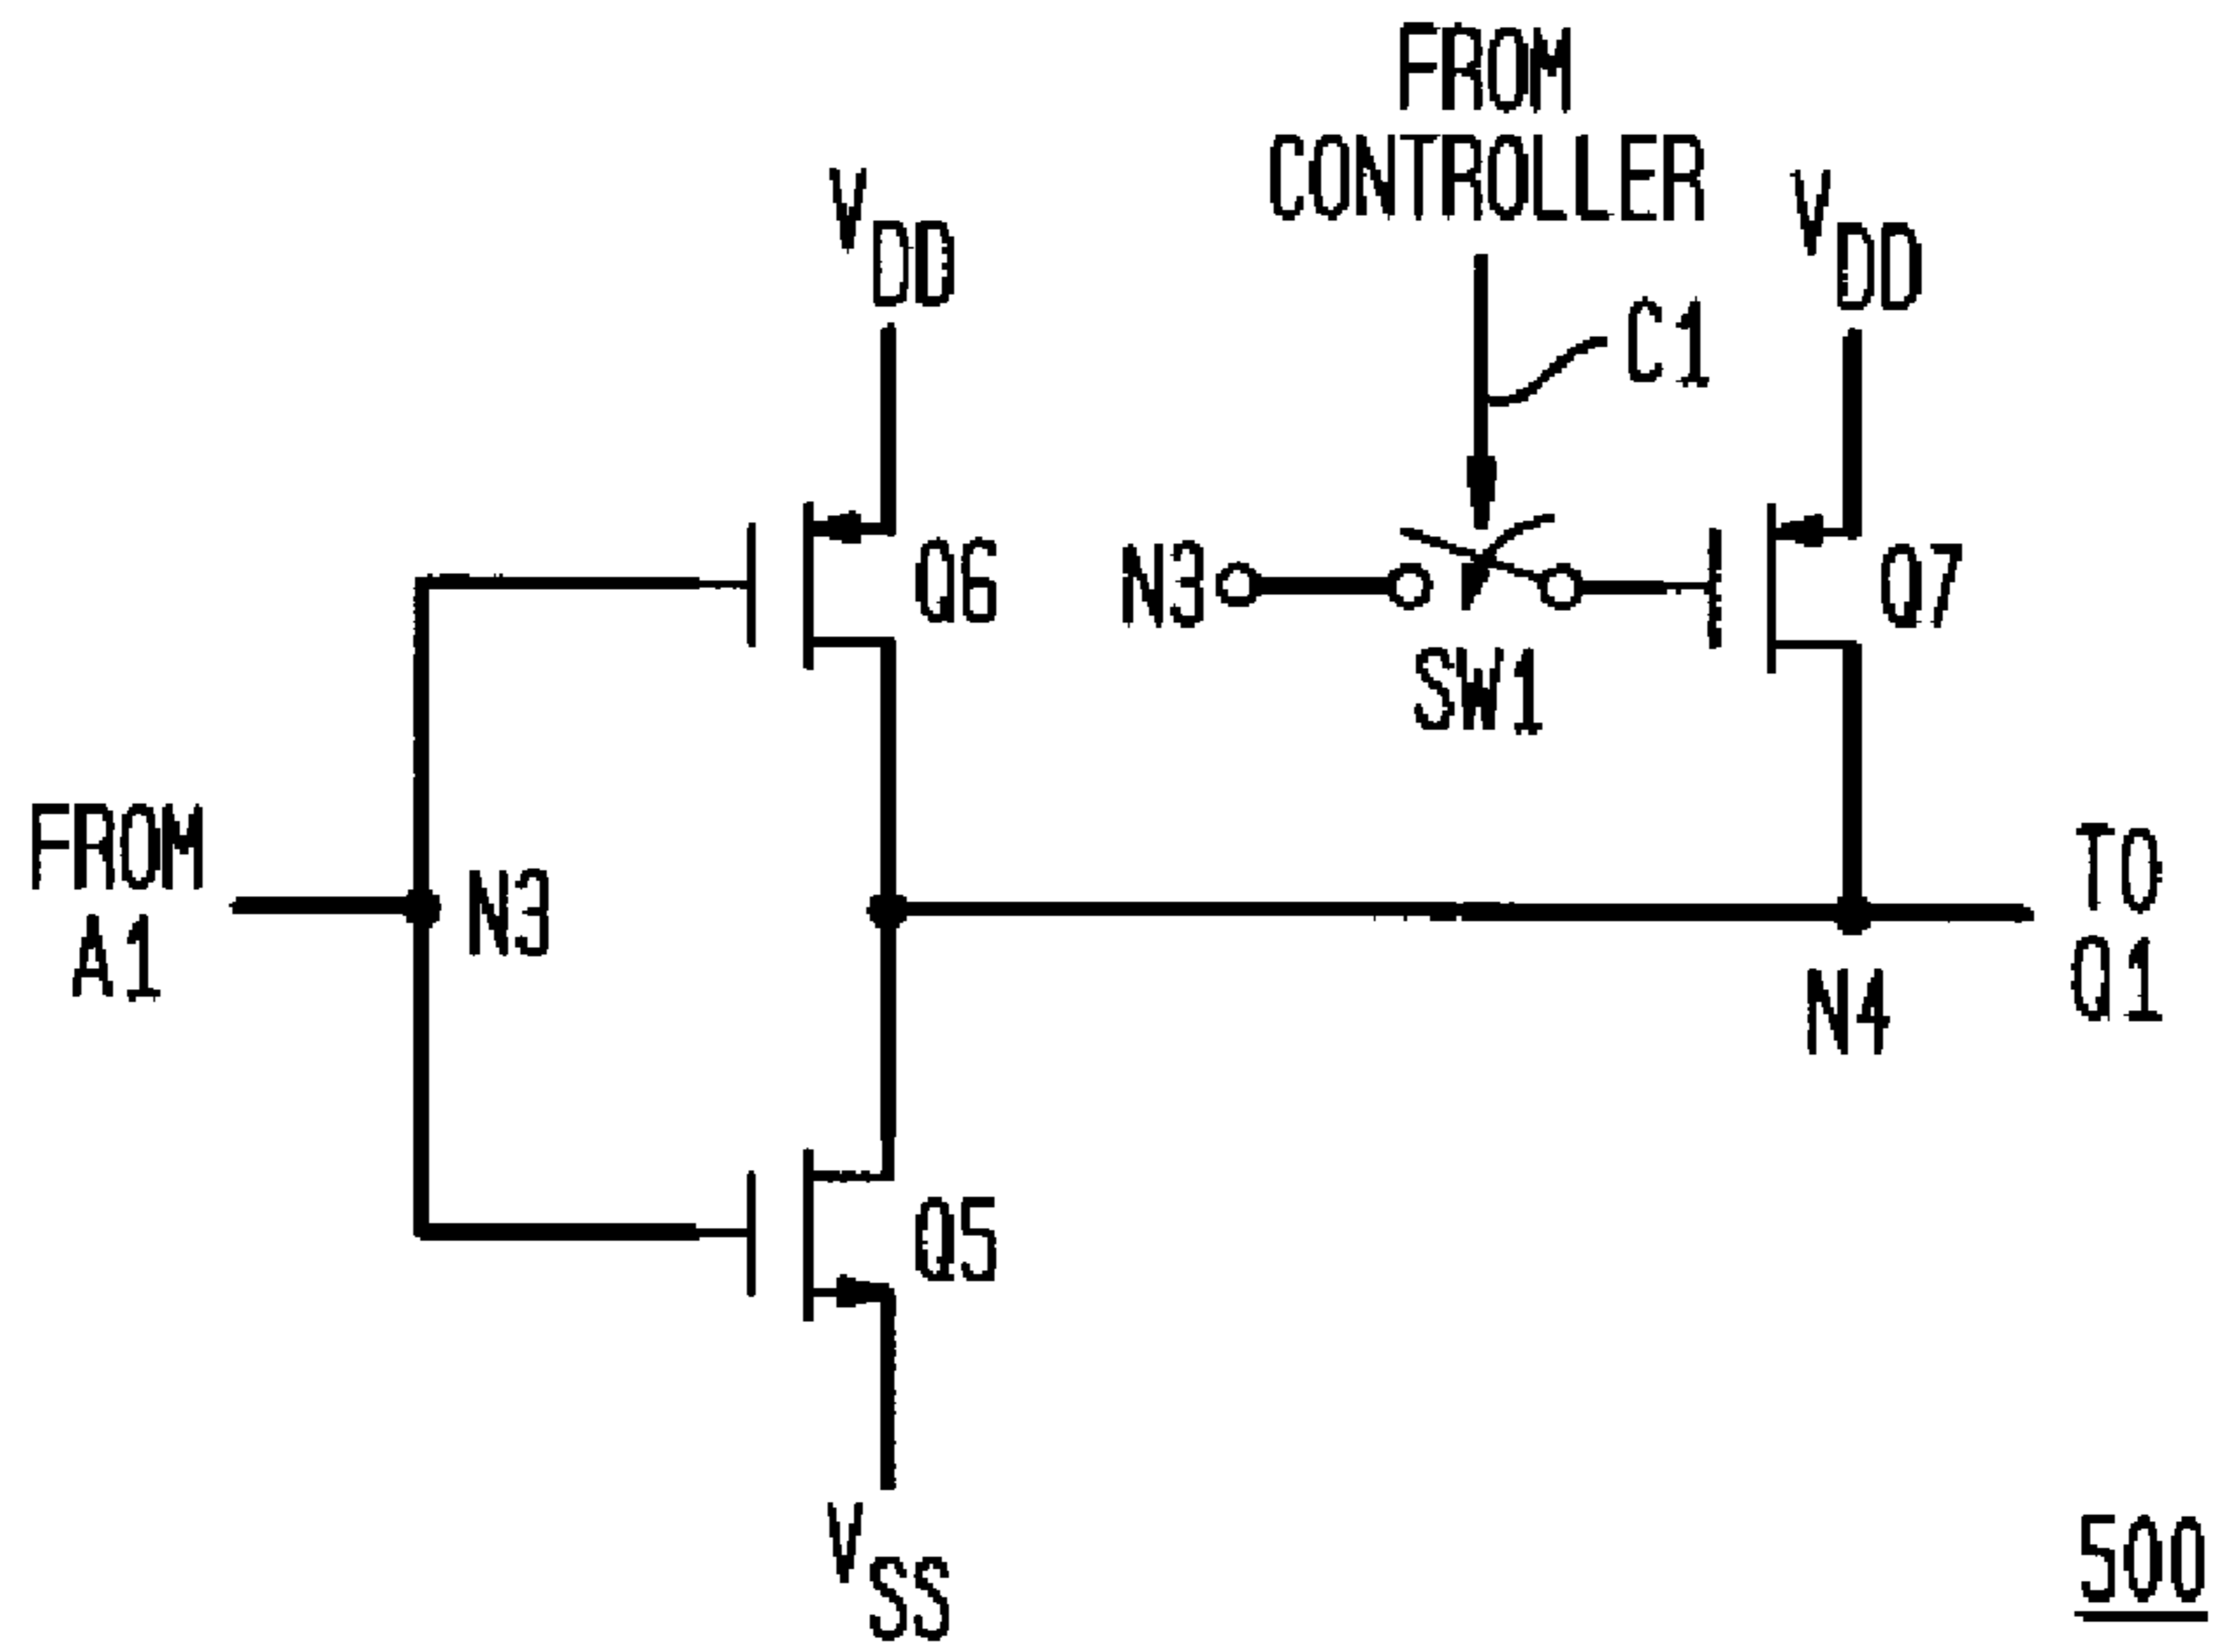 FROM
CONTROLLER
VDD
VDD
C1
Q6
N3
Q7
SW1
FROM
A1
N3
TO
Q1
N4
Q5
VSS
500